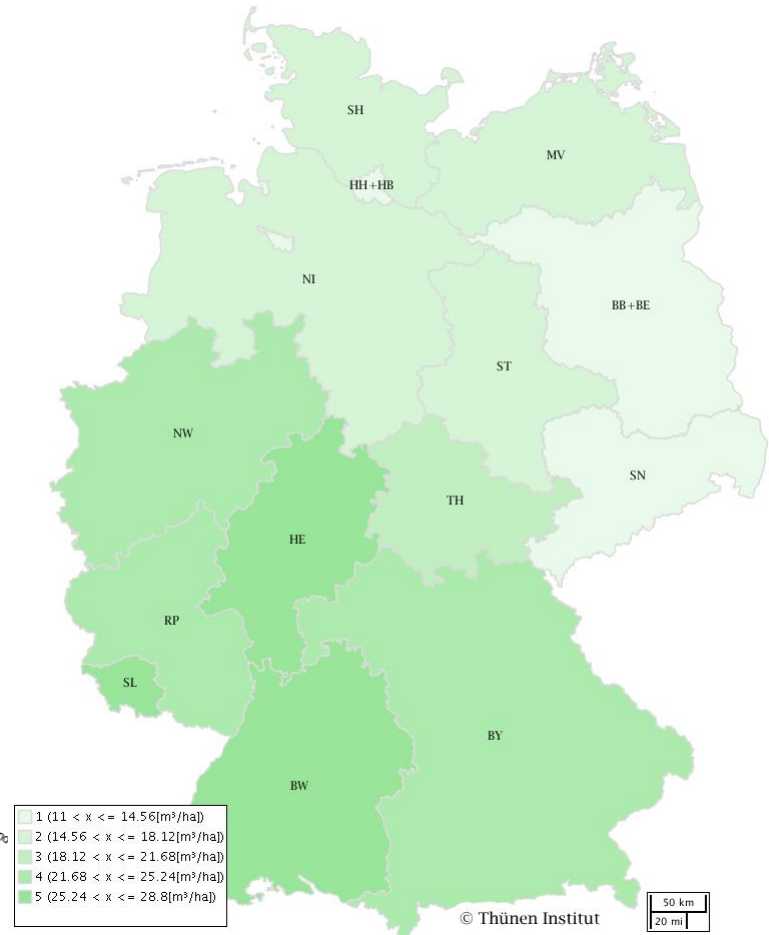 SH
MV
HH+HB
NI
BB+BE
ST
NW
SN
TH
HE
RP
SL
BY
BW
1 (11 < x <= 14.56[m³/ha])
2 (14.56 < x <= 18.12[m³/ha])
3 (18.12 < x <= 21.68[m³/ha])
4 (21.68 < x <= 25.24[m³/ha])
5 (25.24 < x <= 28.8[m³/ha])
50 km
20 mi
© Thünen Institut